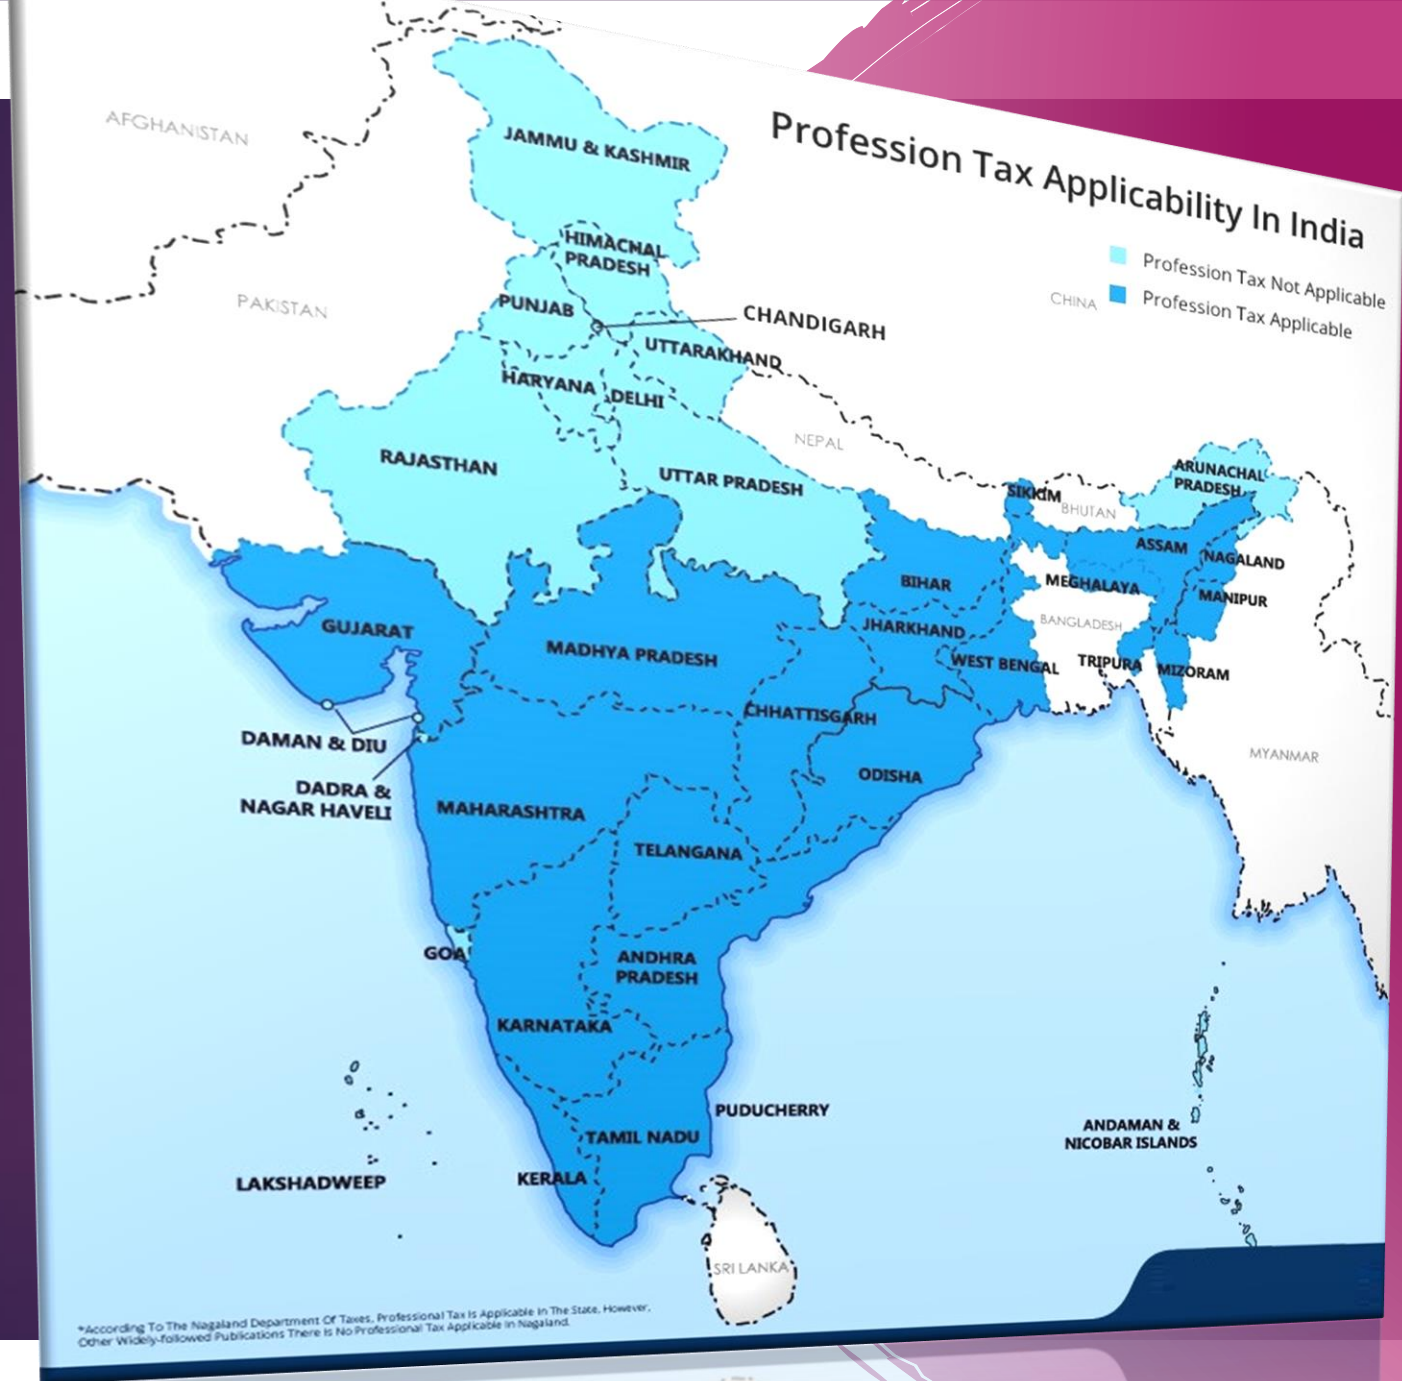 Profession Tax Applicability In India
Profession Tax Not Applicable
Profession Tax Applicable
AFGHANISTAN
PAKISTAN
CHINA
JAMMU & KASHMIR
HIMACHAL
PRADESH
PUNJAB
CHANDIGARH
UTTARAKHAND
HARYANA
DELHI
RAJASTHAN
UTTAR PRADESH
NEPAL
SIKKIM
BHUTAN
ARUNACHAL
PRADESH
ASSAM
NAGALAND
BIHAR
MEGHALAYA
MANIPUR
BANGLADESH
GUJARAT
MADHYA PRADESH
JHARKHAND
WEST BENGAL
TRIPURA
MIZORAM
CHHATTISGARH
DAMAN & DIU
DADRA &
NAGAR HAVELI
MYANMAR
ODISHA
MAHARASHTRA
TELANGANA
GOA
ANDHRA
PRADESH
KARNATAKA
PUDUCHERRY
TAMIL NADU
KERALA
ANDAMAN &
NICOBAR ISLANDS
LAKSHADWEEP
SRI LANKA
*According To The Nagaland Department Of Taxes, Professional Tax Is Applicable In The State. However,
Other Widely-followed Publications There Is No Professional Tax Applicable In Nagaland.